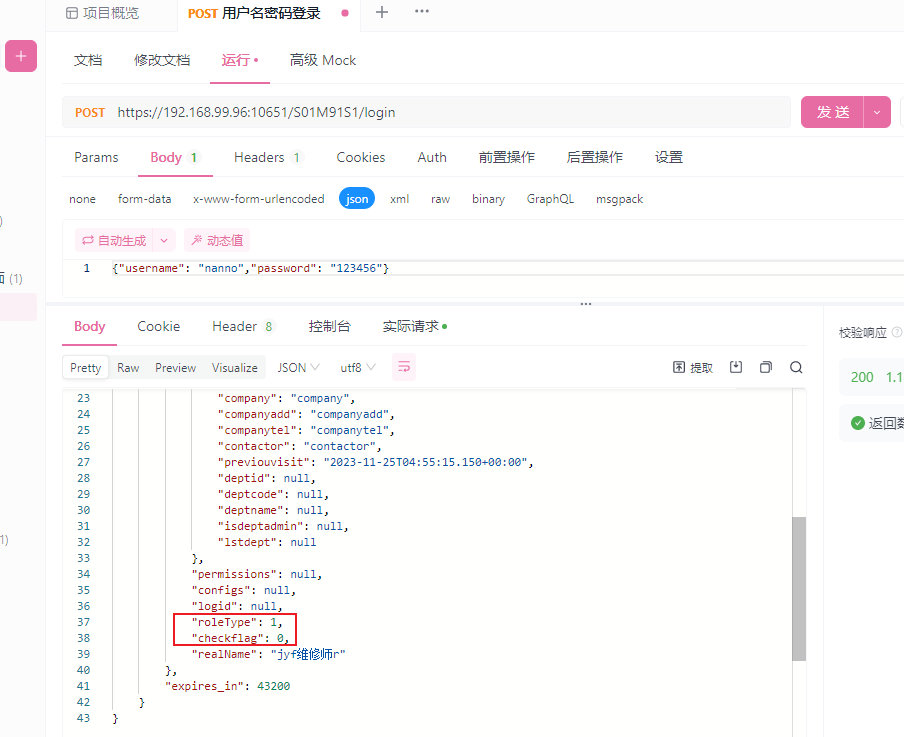 项目概览 POST 用户名密码登录
文档 修改文档 运行 高级 Mock
POST https://192.168.99.96:10651/S01M91S1/login 发 送
Params Body 1 Headers 1 Cookies Auth 前置操作 后置操作 设置
none form-data x-www-form-urlencoded json xml raw binary GraphQL msgpack
自动生成 动态值
1 {"username": "nanno","password": "123456"}
(1)
Body Cookie Header 8 控制台 实际请求 校验响应
Pretty Raw Preview Visualize JSON utf8 提取
200 1.1
23 "company": "company",
24 "companyadd": "companyadd",
25 "companytel": "companytel",
26 "contactor": "contactor",
27 "previouvisit": "2023-11-25T04:55:15.150+00:00",
28 "deptid": null,
29 "deptcode": null,
30 "deptname": null,
31 "isdeptadmin": null,
32 "lstdept": null
33 },
34 "permissions": null,
35 "configs": null,
36 "logid": null,
37 "roleType": 1,
38 "checkflag": 0,
39 "realName": "jyf维修师r"
40 },
41 "expires_in": 43200
42 }
43 }
返回